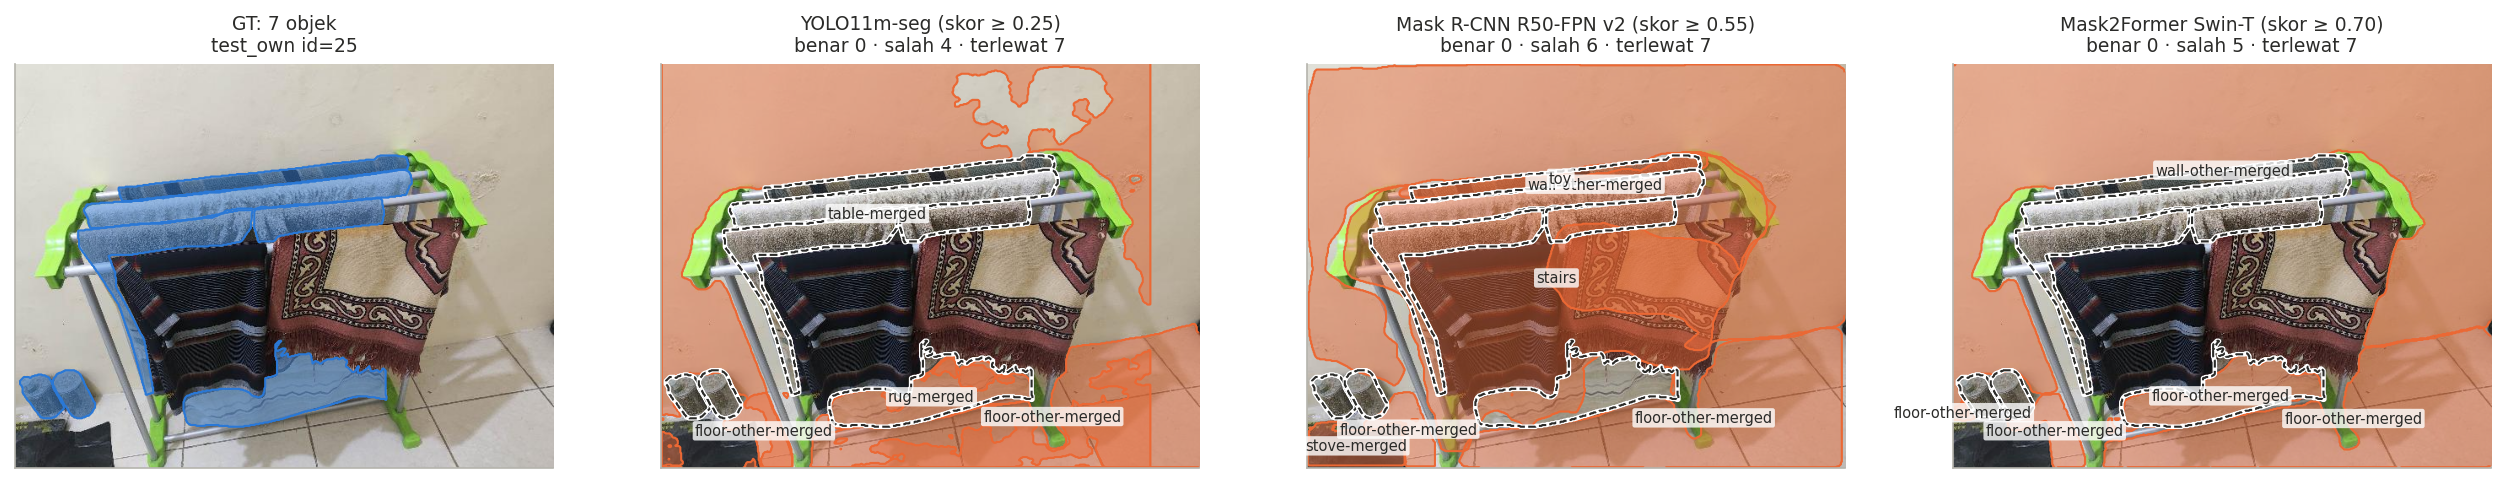 GT: 7 objek
test_own id=25
YOLO11m-seg (skor ≥ 0.25)
benar 0 · salah 4 · terlewat 7
table-merged
rug-merged
floor-other-merged
floor-other-merged
Mask R-CNN R50-FPN v2 (skor ≥ 0.55)
benar 0 · salah 6 · terlewat 7
toy
wall-other-merged
stairs
floor-other-merged
floor-other-merged
stove-merged
Mask2Former Swin-T (skor ≥ 0.70)
benar 0 · salah 5 · terlewat 7
wall-other-merged
floor-other-merged
floor-other-merged
floor-other-merged
floor-other-merged